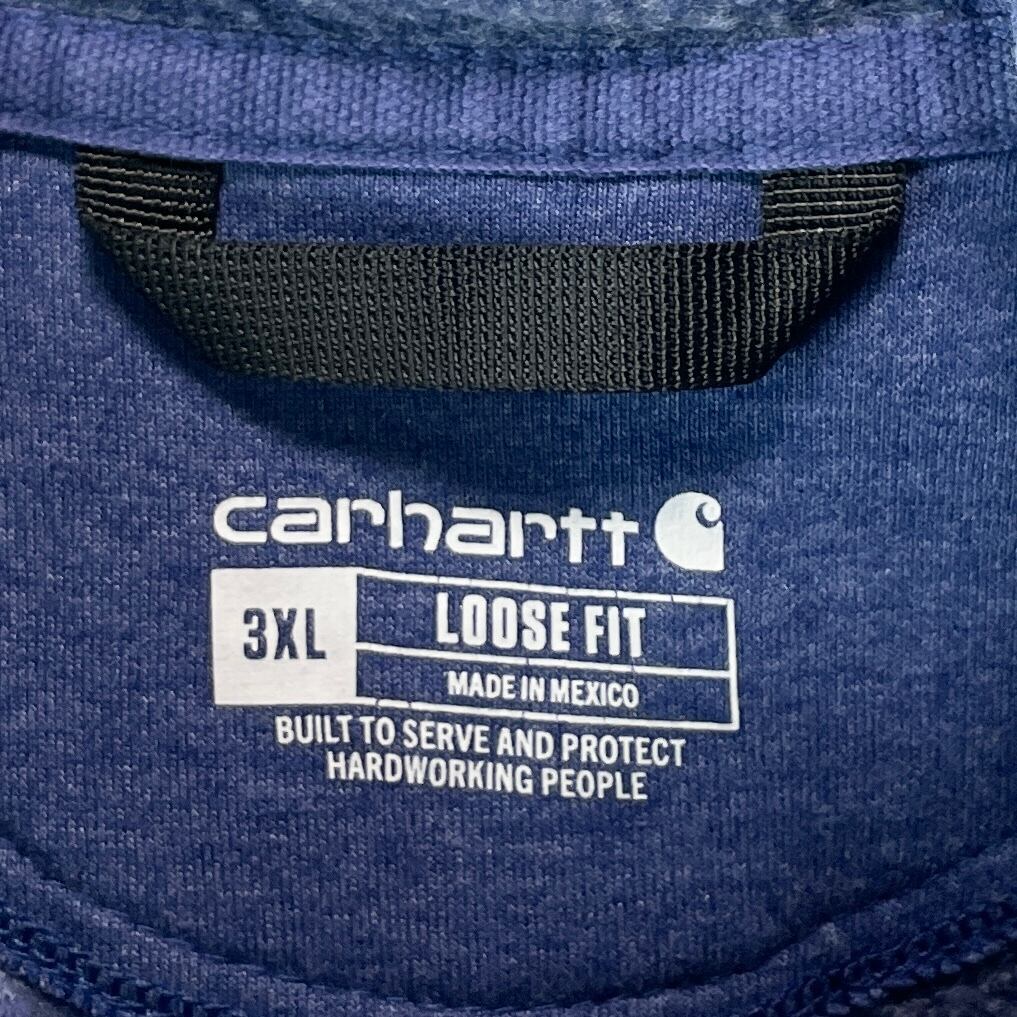 carhartt
3XL
LOOSE FIT
MADE IN MEXICO
BUILT TO SERVE AND PROTECT
HARDWORKING PEOPLE